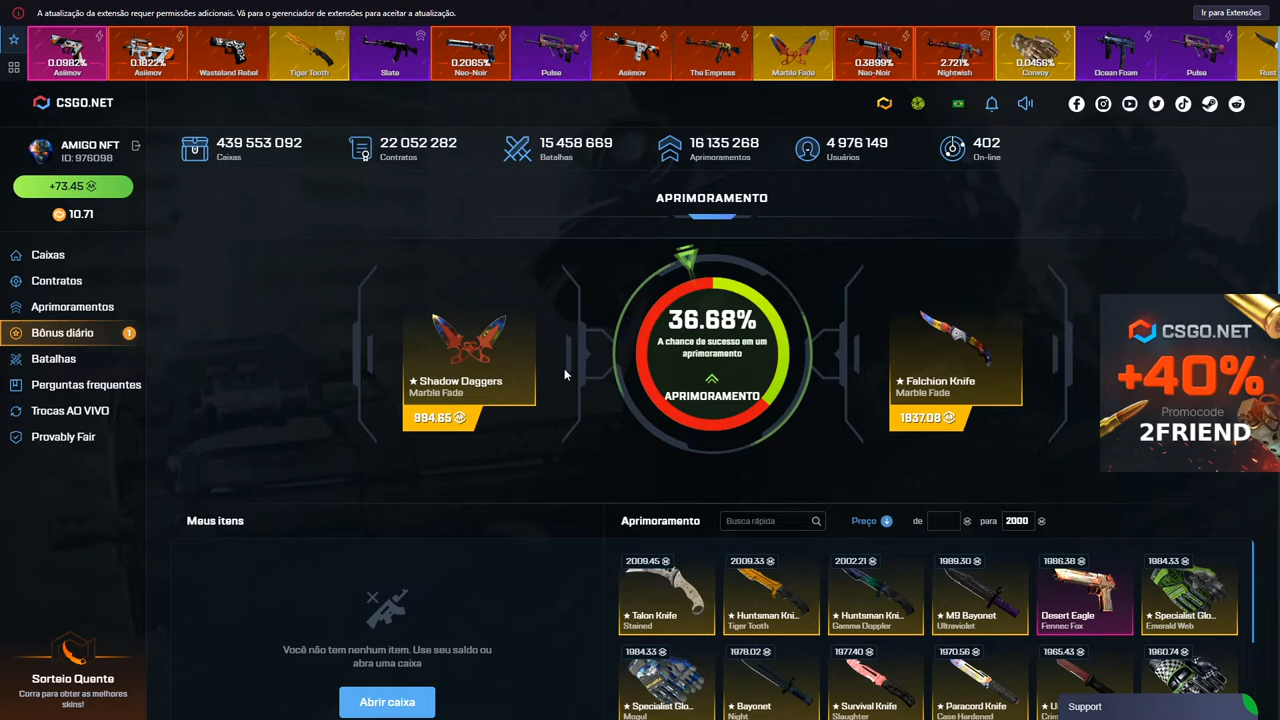 A atualização da extensão requer permissões adicionais. Vá para o gerenciador de extensões para aceitar a atualização.
Ir para Extensões
0.0982%
Asiimov
Asiimov
Wasteland Rebel
Tiger Tooth
Slate
0.2065%
Neo-Noir
Pulse
Asiimov
The Empress
Marble Fade
0.3899%
Neo-Noir
2.721%
Nightwish
0.0456%
Convoy
Ocean Foam
Pulse
Rust
CSGO.NET
439 553 092
Caixas
22 052 282
Contratos
15 458 669
Batalhas
16 135 268
Aprimoramentos
4 976 149
Usuários
402
On-line
AMIGO NFT
ID: 976098
+73.45
10.71
Caixas
Contratos
Aprimoramentos
Bônus diário
1
Batalhas
Perguntas frequentes
Trocas AO VIVO
Provably Fair
Sorteio Quente
Corra para obter as melhores
skins!
APRIMORAMENTO
★ Shadow Daggers
Marble Fade
994.65
36.68%
A chance de sucesso em um
aprimoramento
APRIMORAMENTO
★ Falchion Knife
Marble Fade
1937.08
CSGO.NET
+40%
Promocode
2FRIEND
Meus itens
Você não tem nenhum item. Use seu saldo ou
abra uma caixa
Abrir caixa
Aprimoramento
Busca rápida
Preço
de
para
2000
2009.45
★ Talon Knife
Stained
2009.33
★ Huntsman Kni...
Tiger Tooth
2002.21
★ Huntsman Kni...
Gamma Doppler
1989.30
★ M9 Bayonet
Ultraviolet
1986.38
Desert Eagle
Fennec Fox
1984.33
★ Specialist Glo...
Emerald Web
1984.33
★ Specialist Glo...
Mogul
1978.02
★ Bayonet
Night
1977.40
★ Survival Knife
Slaughter
1970.56
★ Paracord Knife
Case Hardened
1965.43
1960.74
Support